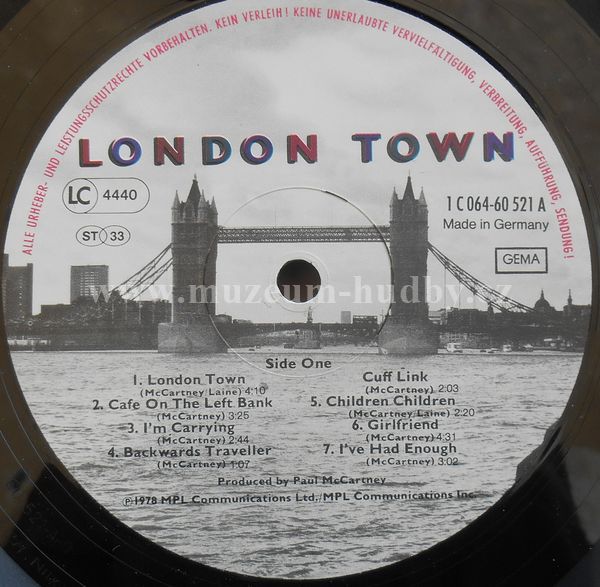 ALLE URHEBER- UND LEISTUNGSSCHUTZRECHTE VORBEHALTEN. KEIN VERLEIH! KEINE UNERLAUBTE VERVIELFÄLTIGUNG, VERBREITUNG, AUFFÜHRUNG, SENDUNG!
LONDON TOWN
LC 4440
ST 33
1 C 064-60 521 A
Made in Germany
GEMA
www.muzeum-hudby.cz
Side One
1. London Town
(McCartney/Laine) 4:10
2. Cafe On The Left Bank
(McCartney) 3:25
3. I'm Carrying
(McCartney) 2:44
4. Backwards Traveller
(McCartney) 1:07
Cuff Link
(McCartney) 2:03
5. Children Children
(McCartney/Laine) 2:20
6. Girlfriend
(McCartney) 4:31
7. I've Had Enough
(McCartney) 3:02
Produced by Paul McCartney
℗1978 MPL Communications Ltd./MPL Communications Inc.